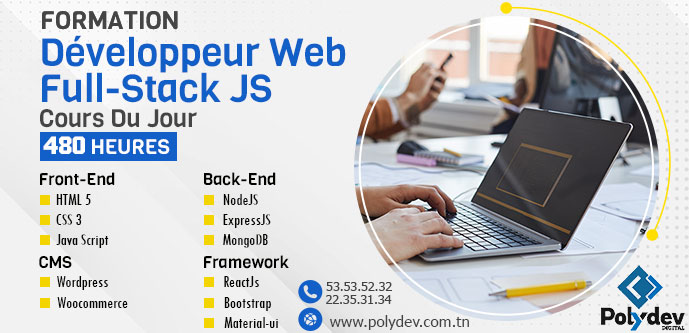 FORMATION
Développeur Web
Full-Stack JS
Cours Du Jour
480 HEURES
Front-End
HTML 5
CSS 3
Java Script
CMS
Wordpress
Woocommerce
Back-End
NodeJS
ExpressJS
MongoDB
Framework
ReactJs
Bootstrap
Material-ui
53.53.52.32
22.35.31.34
www.polydev.com.tn
Polydev
DIGITAL